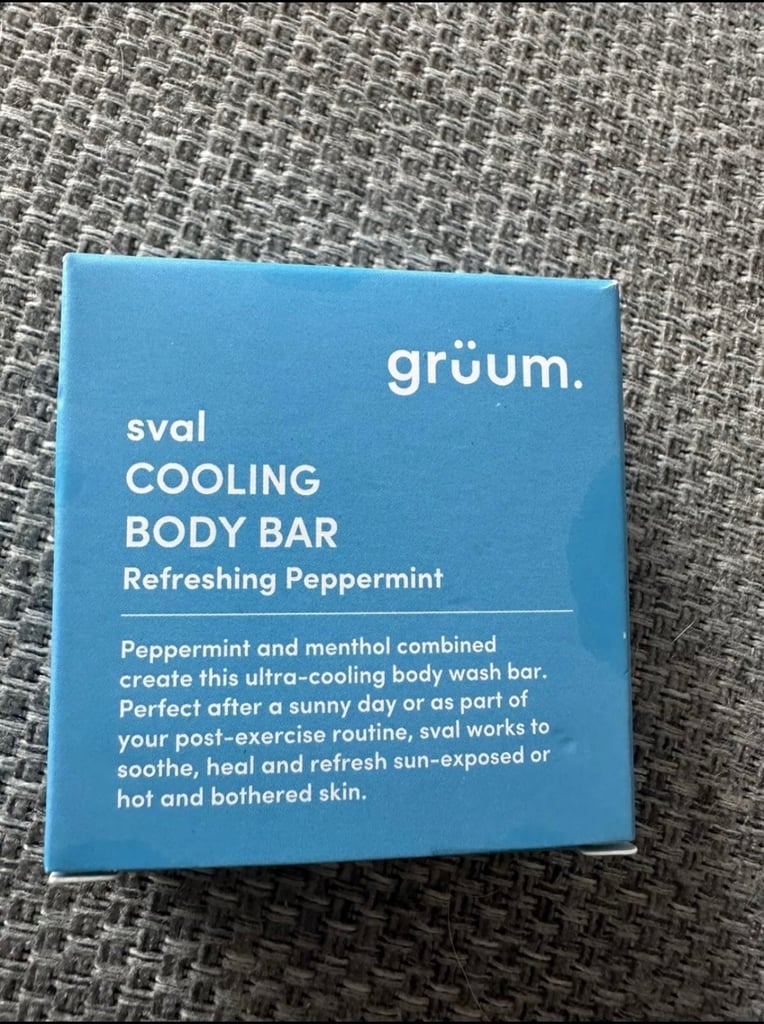 grüum.
sval
COOLING
BODY BAR
Refreshing Peppermint
Peppermint and menthol combined
create this ultra-cooling body wash bar.
Perfect after a sunny day or as part of
your post-exercise routine, sval works to
soothe, heal and refresh sun-exposed or
hot and bothered skin.